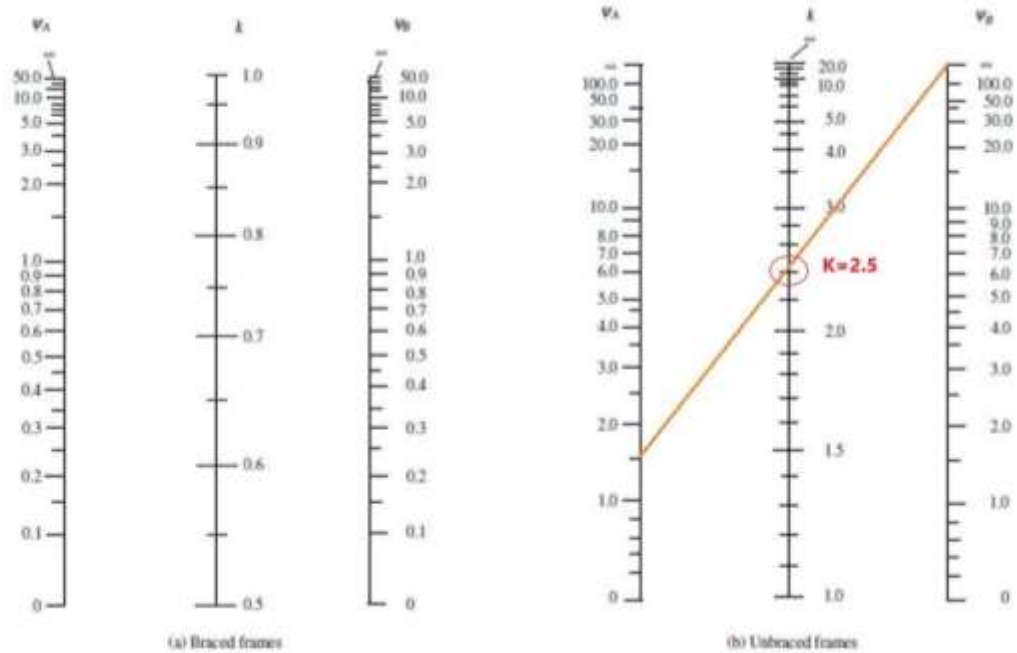 ΨA k ΨB
∞ ∞
50.0 1.0 50.0
10.0 10.0
5.0 0.9 5.0
3.0 3.0
2.0 2.0
0.8
1.0 1.0
0.9 0.9
0.8 0.8
0.7 0.7
0.6 0.7 0.6
0.5 0.5
0.4 0.4
0.3 0.3
0.6
0.2 0.2
0.1 0.1
0 0.5 0
(a) Braced frames
ΨA k ΨB
∞
∞ 20.0 ∞
100.0 10.0 100.0
50.0 50.0
30.0 5.0 30.0
20.0 4.0 20.0
10.0 3.0 10.0
9.0
8.0 8.0
7.0 7.0
6.0 K=2.5 6.0
5.0 5.0
4.0 2.0 4.0
3.0 3.0
2.0 2.0
1.5
1.0 1.0
0 1.0 0
(b) Unbraced frames